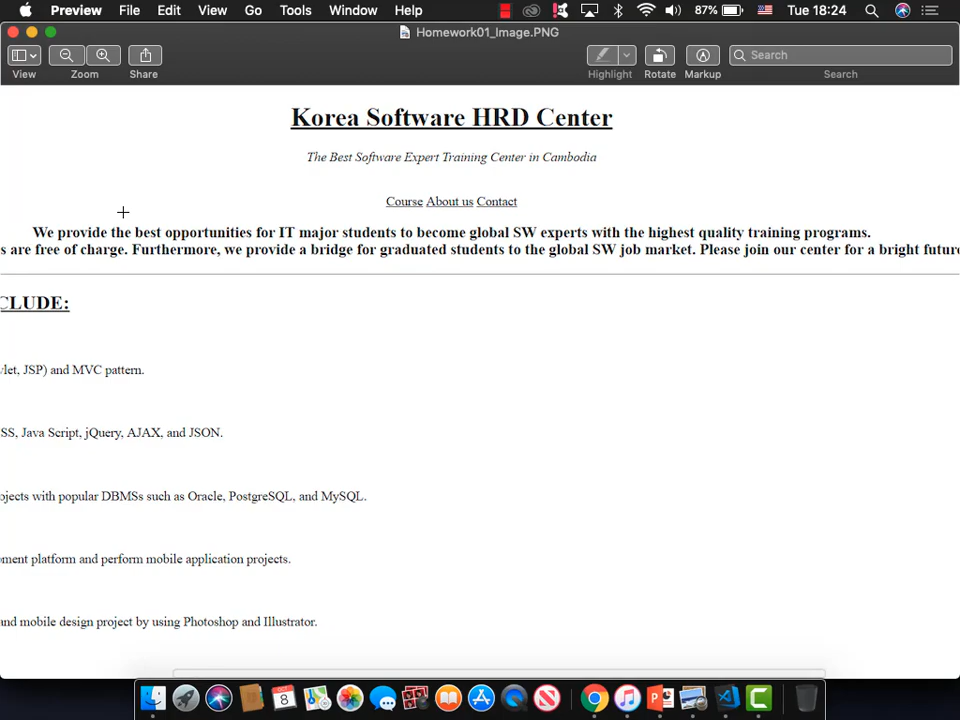 Preview File Edit View Go Tools Window Help 87% Tue 18:24
Homework01_Image.PNG
View Zoom Share Highlight Rotate Markup Search Search
Korea Software HRD Center
The Best Software Expert Training Center in Cambodia
Course About us Contact
We provide the best opportunities for IT major students to become global SW experts with the highest quality training programs.
s are free of charge. Furthermore, we provide a bridge for graduated students to the global SW job market. Please join our center for a bright future
CLUDE:
vlet, JSP) and MVC pattern.
SS, Java Script, jQuery, AJAX, and JSON.
ojects with popular DBMSs such as Oracle, PostgreSQL, and MySQL.
ment platform and perform mobile application projects.
and mobile design project by using Photoshop and Illustrator.
8